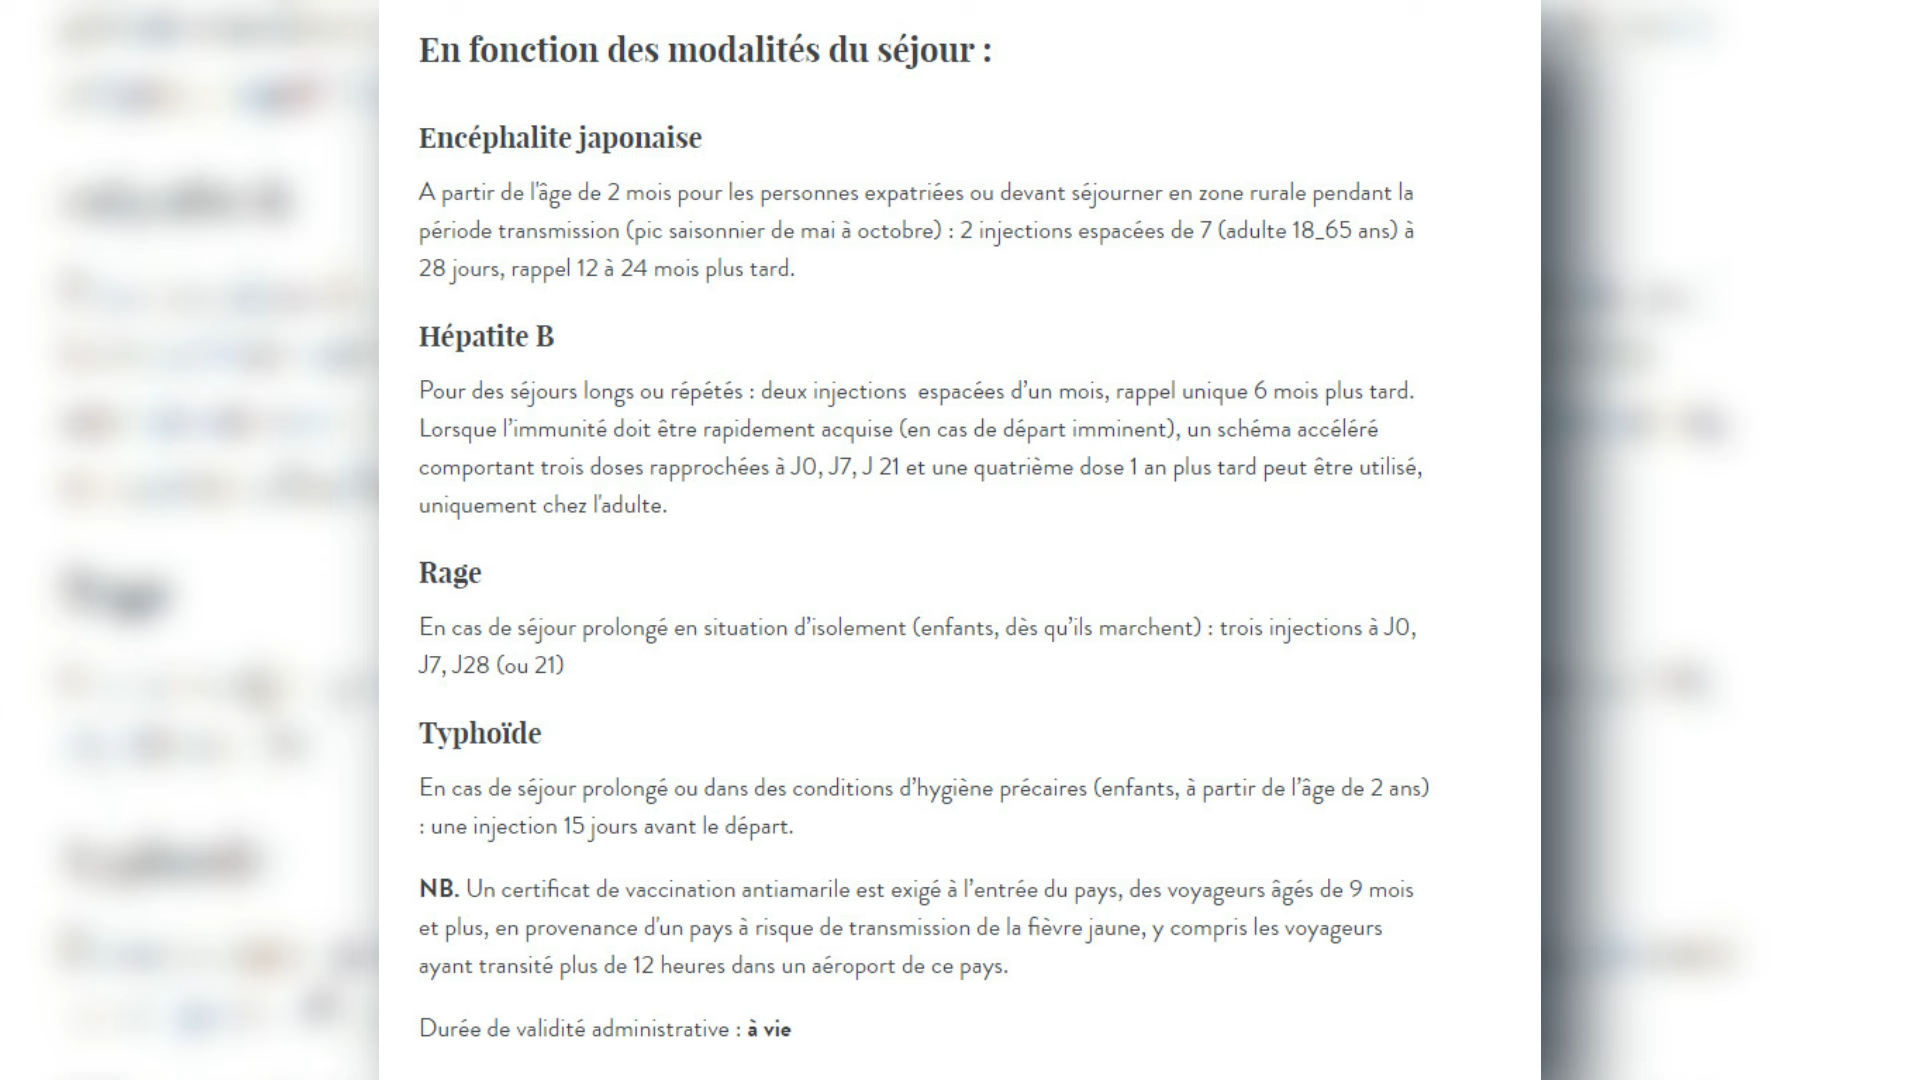 En fonction des modalités du séjour :
Encéphalite japonaise
A partir de l'âge de 2 mois pour les personnes expatriées ou devant séjourner en zone rurale pendant la
période transmission (pic saisonnier de mai à octobre) : 2 injections espacées de 7 (adulte 18_65 ans) à
28 jours, rappel 12 à 24 mois plus tard.
Hépatite B
Pour des séjours longs ou répétés : deux injections  espacées d’un mois, rappel unique 6 mois plus tard.
Lorsque l’immunité doit être rapidement acquise (en cas de départ imminent), un schéma accéléré
comportant trois doses rapprochées à J0, J7, J 21 et une quatrième dose 1 an plus tard peut être utilisé,
uniquement chez l'adulte.
Rage
En cas de séjour prolongé en situation d’isolement (enfants, dès qu’ils marchent) : trois injections à J0,
J7, J28 (ou 21)
Typhoïde
En cas de séjour prolongé ou dans des conditions d’hygiène précaires (enfants, à partir de l’âge de 2 ans)
: une injection 15 jours avant le départ.
NB. Un certificat de vaccination antiamarile est exigé à l’entrée du pays, des voyageurs âgés de 9 mois
et plus, en provenance d'un pays à risque de transmission de la fièvre jaune, y compris les voyageurs
ayant transité plus de 12 heures dans un aéroport de ce pays.
Durée de validité administrative : à vie